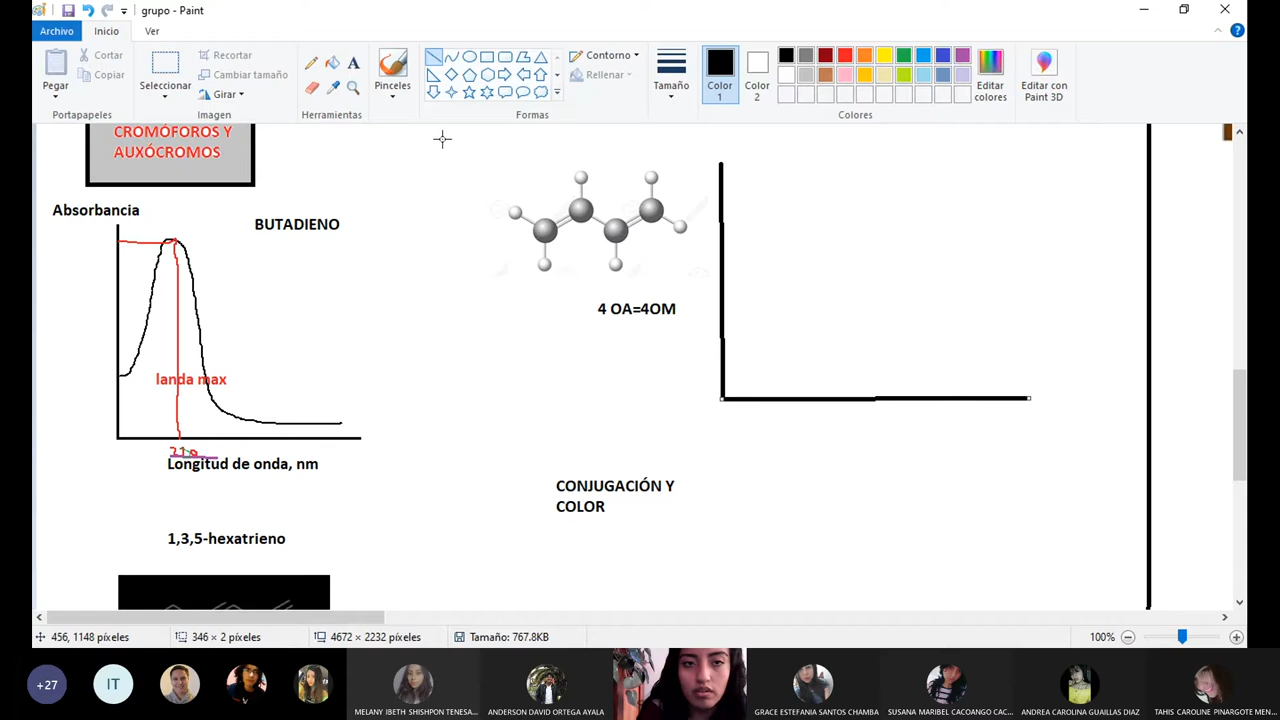 grupo - Paint
Archivo
Inicio
Ver
Pegar
Cortar
Copiar
Portapapeles
Seleccionar
Recortar
Cambiar tamaño
Girar
Imagen
Herramientas
Pinceles
Contorno
Rellenar
Formas
Tamaño
Color 1
Color 2
Editar colores
Editar con Paint 3D
Colores
CROMÓFOROS Y
AUXÓCROMOS
Absorbancia
BUTADIENO
landa max
Longitud de onda, nm
1,3,5-hexatrieno
4 OA=4OM
CONJUGACIÓN Y
COLOR
456, 1148 píxeles
346 × 2 píxeles
4672 × 2232 píxeles
Tamaño: 767.8KB
100%
+27
IT
MELANY JBETH SHISHPON TENESA...
ANDERSON DAVID ORTEGA AYALA
GRACE ESTEFANIA SANTOS CHAMBA
SUSANA MARIBEL CACOANGO CAC...
ANDREA CAROLINA GUAILLAS DIAZ
TAHIS CAROLINE PINARGOTE MEN...